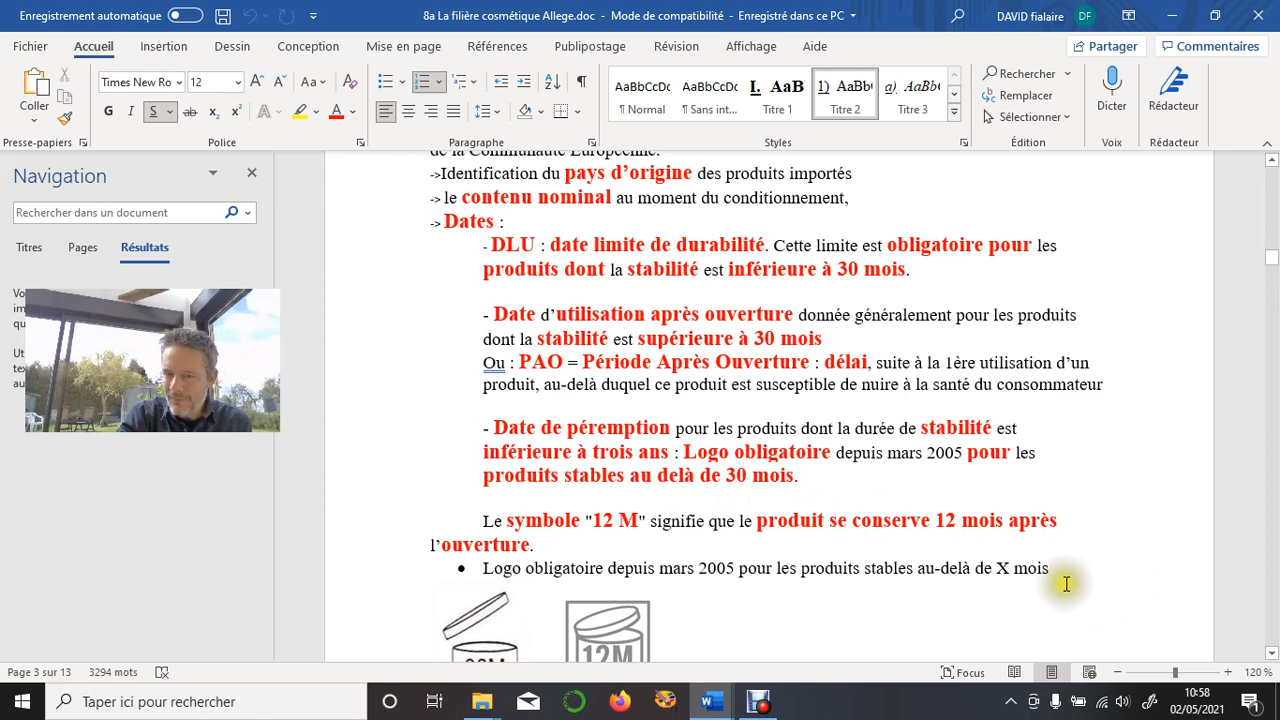 Enregistrement automatique
8a La filière cosmétique Allege.doc - Mode de compatibilité - Enregistré dans ce PC
DAVID fialaire
DF
Fichier Accueil Insertion Dessin Conception Mise en page Références Publipostage Révision Affichage Aide
Partager Commentaires
Coller
Times New Ro 12
Aa
G I S ab x₂ x² A A
AaBbCcDc AaBbCcDc I. AaB 1) AaBb a) AaBb
¶ Normal ¶ Sans int... ¶ Titre 1 ¶ Titre 2 ¶ Titre 3
Rechercher
Remplacer
Sélectionner
Dicter
Rédacteur
Presse-papiers Police Paragraphe Styles Édition Voix Rédacteur
Navigation
Rechercher dans un document
Titres Pages Résultats
de la Communauté Européenne.
->Identification du pays d’origine des produits importés
-> le contenu nominal au moment du conditionnement,
-> Dates :
- DLU : date limite de durabilité. Cette limite est obligatoire pour les
produits dont la stabilité est inférieure à 30 mois.
- Date d’utilisation après ouverture donnée généralement pour les produits
dont la stabilité est supérieure à 30 mois
Ou : PAO = Période Après Ouverture : délai, suite à la 1ère utilisation d’un
produit, au-delà duquel ce produit est susceptible de nuire à la santé du consommateur
- Date de péremption pour les produits dont la durée de stabilité est
inférieure à trois ans : Logo obligatoire depuis mars 2005 pour les
produits stables au delà de 30 mois.
Le symbole "12 M" signifie que le produit se conserve 12 mois après
l’ouverture.
• Logo obligatoire depuis mars 2005 pour les produits stables au-delà de X mois
12M
Page 3 sur 13 3294 mots
Focus
120 %
Taper ici pour rechercher
10:58
02/05/2021